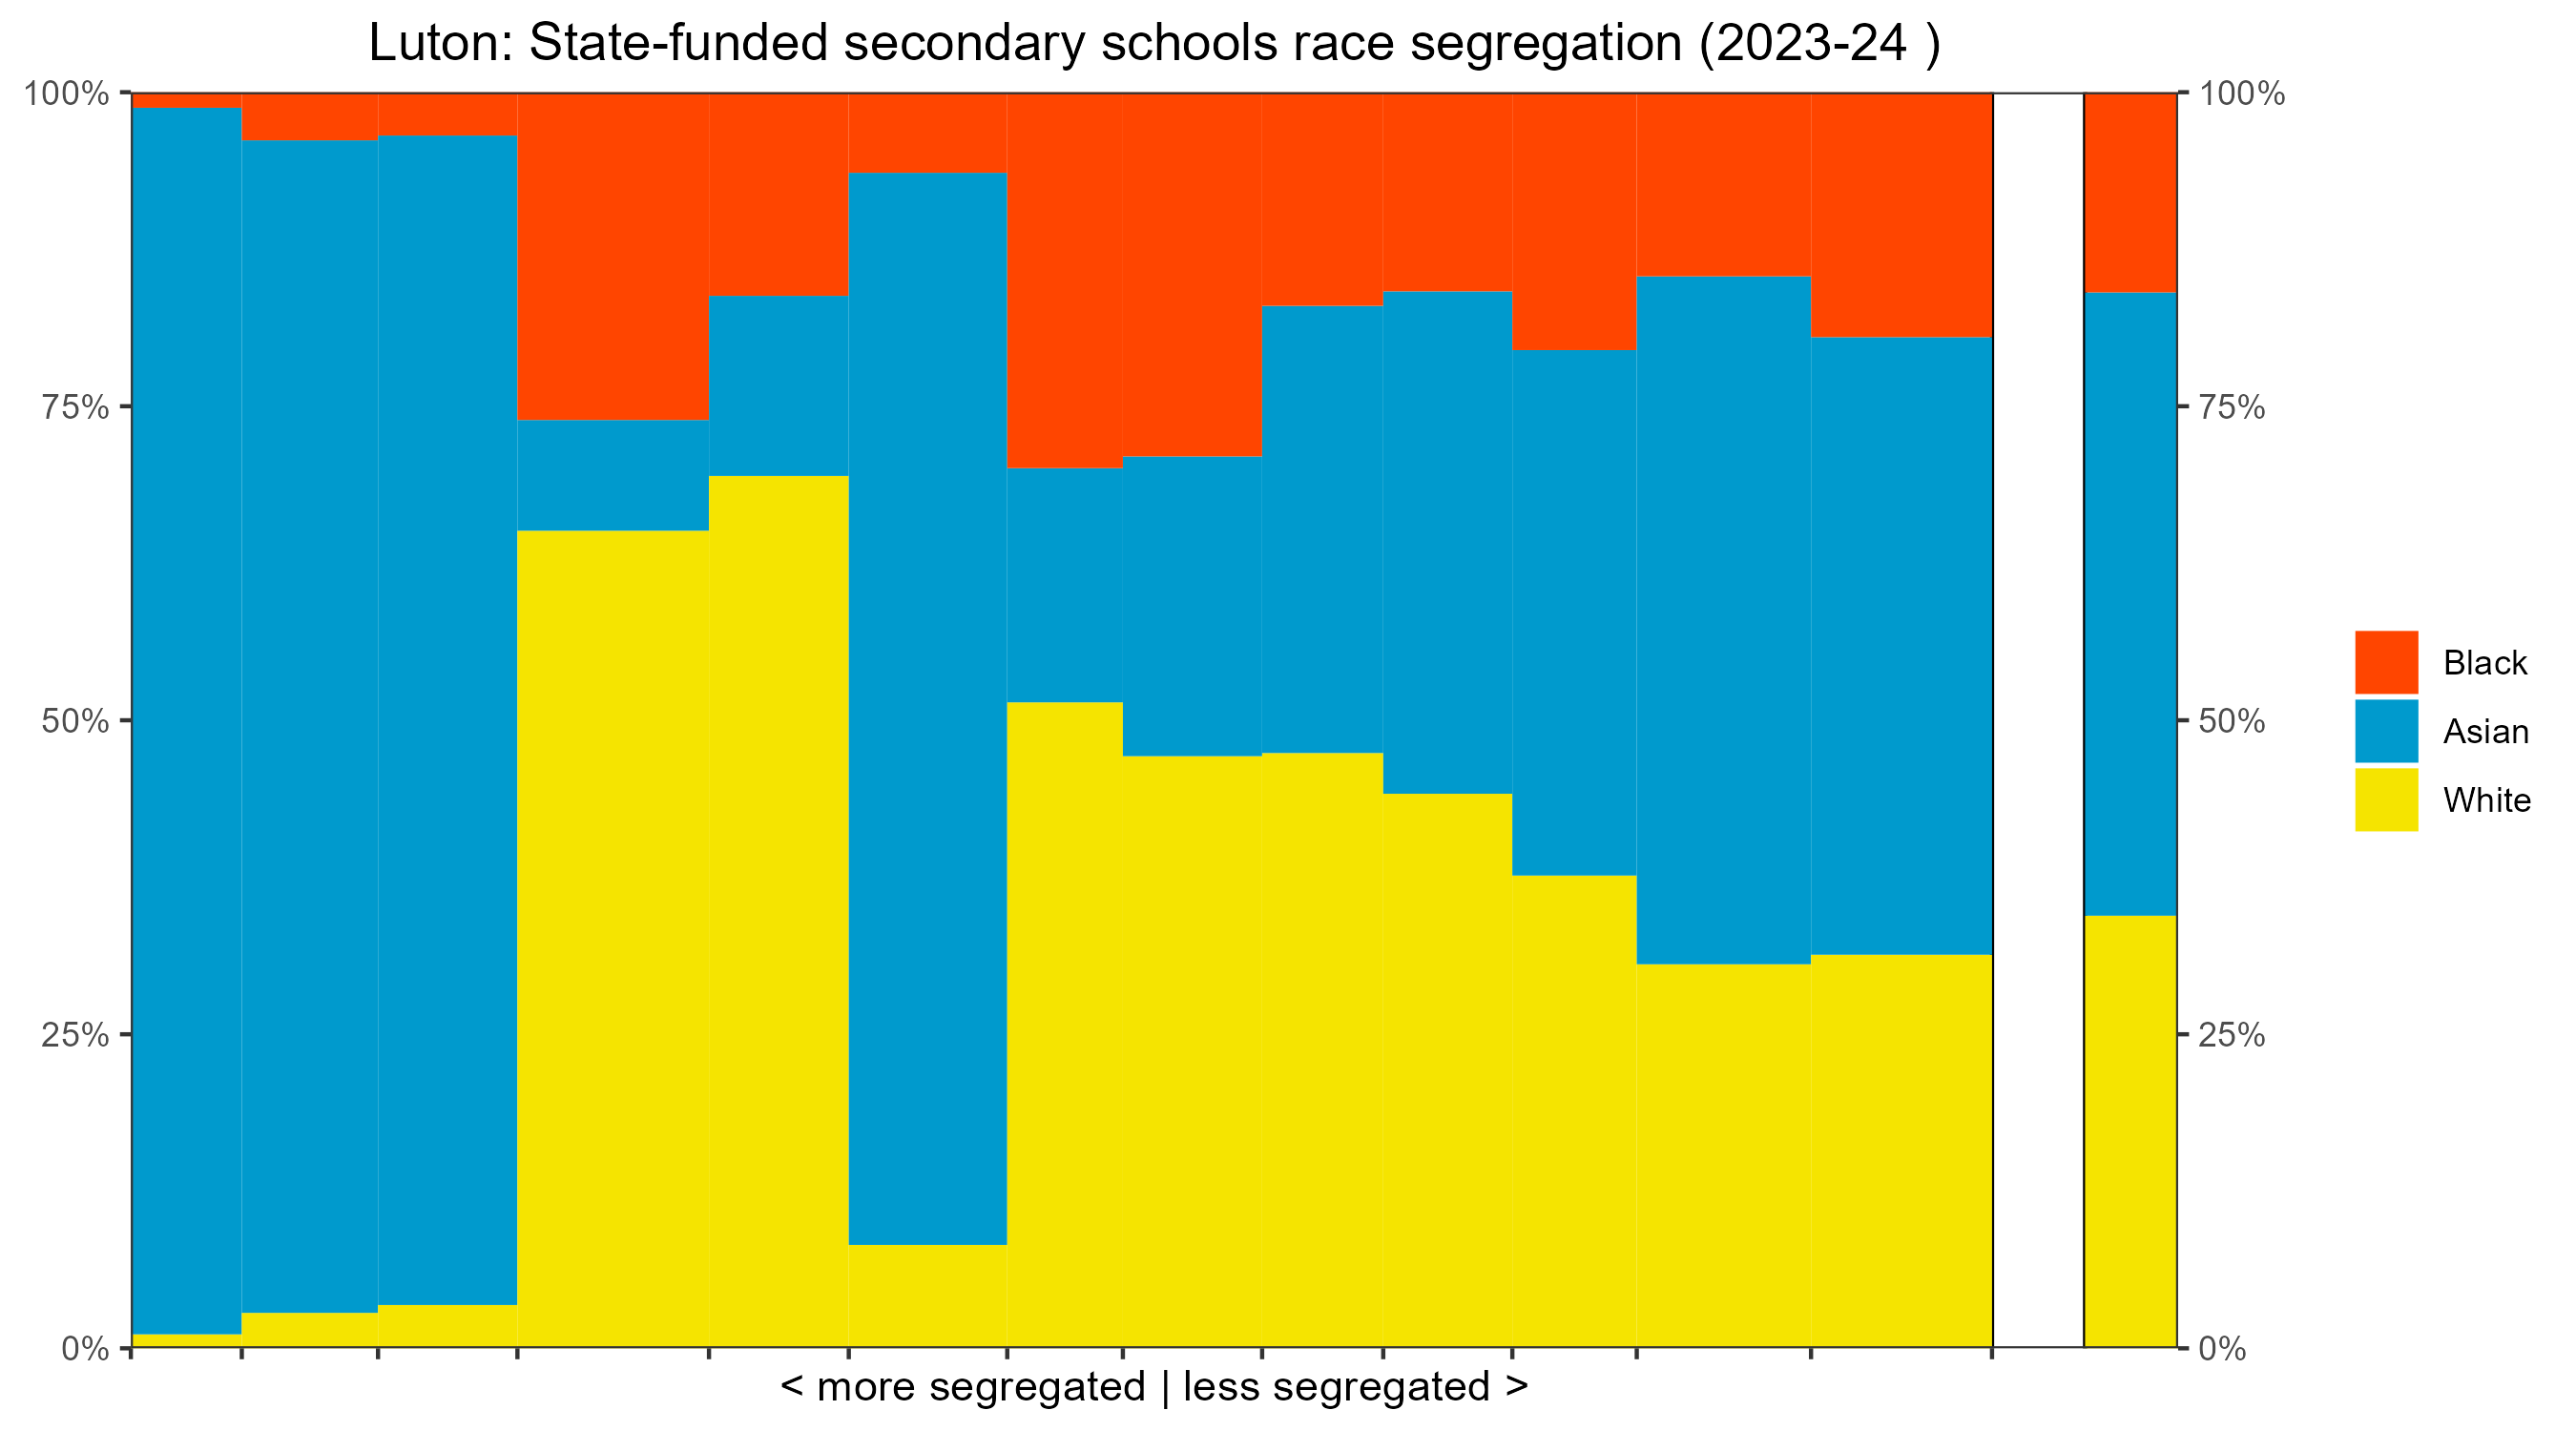 Luton: State-funded secondary schools race segregation (2023-24 )
100%
75%
50%
25%
0%
100%
75%
50%
25%
0%
Black
Asian
White
< more segregated | less segregated >